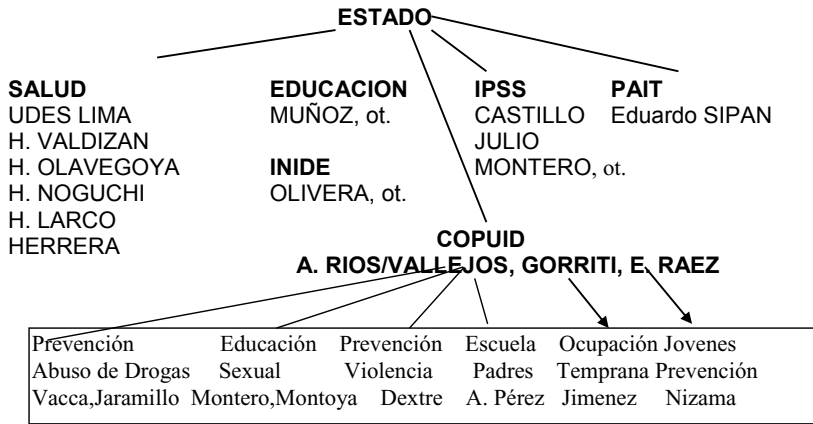 ESTADO
SALUD
UDES LIMA
H. VALDIZAN
H. OLAVEGOYA
H. NOGUCHI
H. LARCO
HERRERA
EDUCACION
MUÑOZ, ot.
INIDE
OLIVERA, ot.
IPSS
CASTILLO
JULIO
MONTERO, ot.
PAIT
Eduardo SIPAN
COPUID
A. RIOS/VALLEJOS, GORRITI, E. RAEZ
Prevención Educación Prevención Escuela Ocupación Jovenes
Abuso de Drogas Sexual Violencia Padres Temprana Prevención
Vacca,Jaramillo Montero,Montoya Dextre A. Pérez Jimenez Nizama